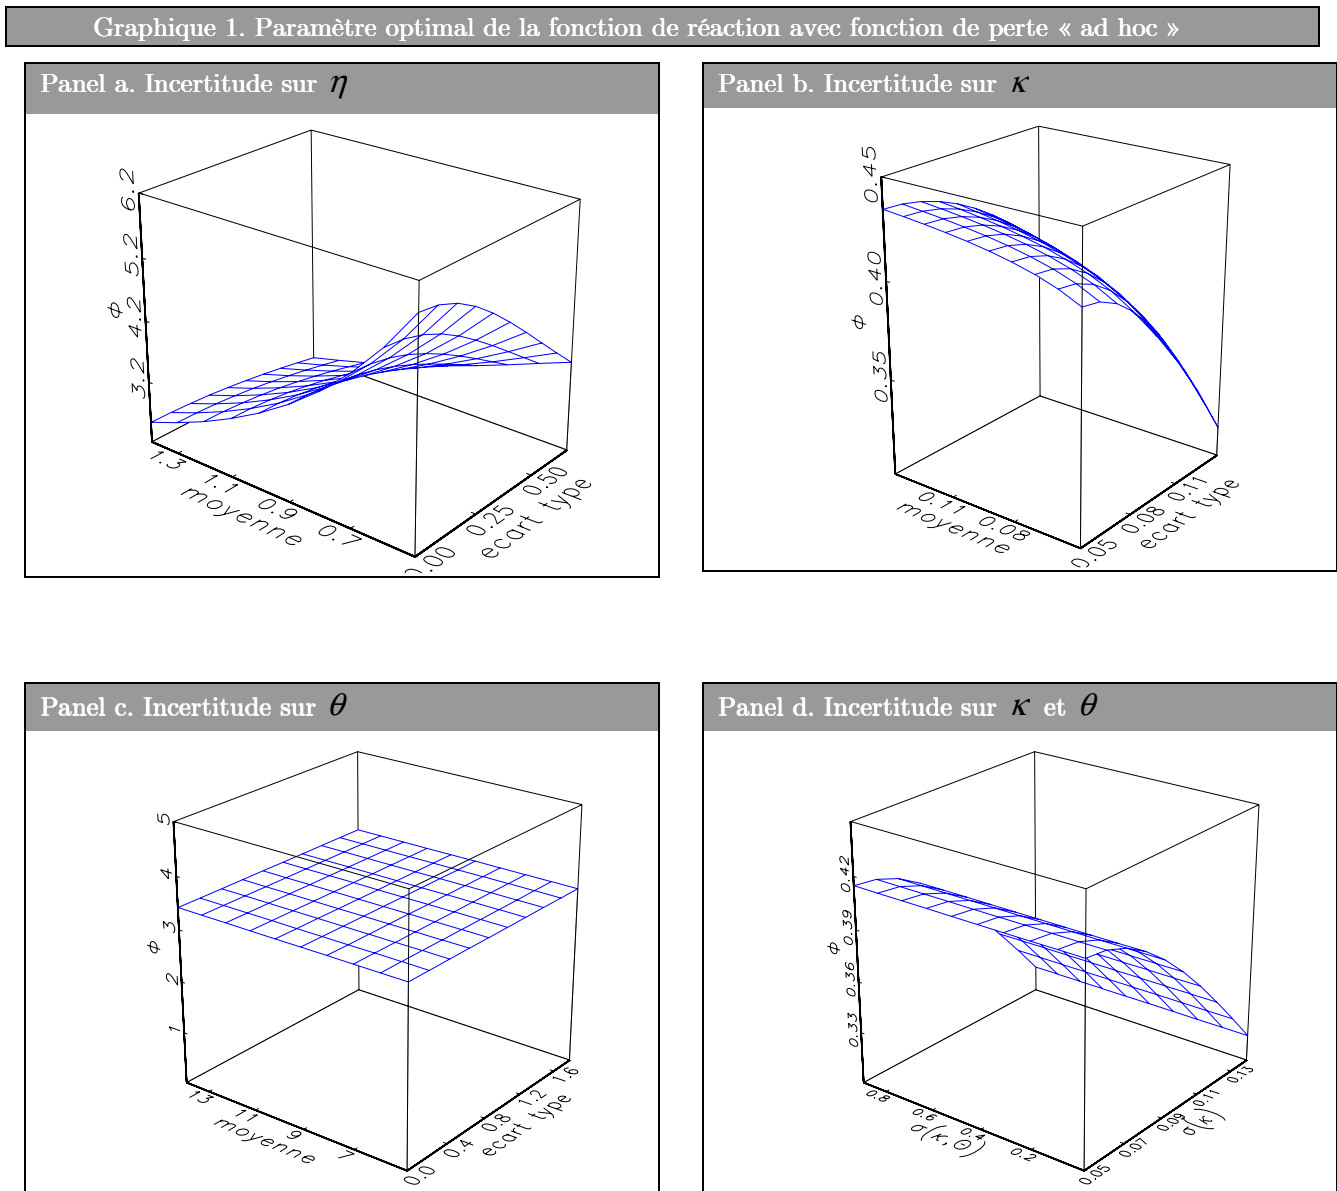 Graphique 1. Paramètre optimal de la fonction de réaction avec fonction de perte « ad hoc »
Panel a. Incertitude sur η
6.2
5.2
4.2
3.2
Φ
1.3
1.1
0.9
0.7
moyenne
0.00
0.25
0.50
ecart type
Panel b. Incertitude sur κ
0.45
0.40
0.35
Φ
0.11
0.08
moyenne
0.05
0.08
0.11
ecart type
Panel c. Incertitude sur θ
5
4
3
2
1
Φ
13
11
9
7
moyenne
0.0
0.4
0.8
1.2
1.6
ecart type
Panel d. Incertitude sur κ et θ
0.42
0.39
0.36
0.33
Φ
0.8
0.6
0.4
0.2
σ(κ,Θ)
0.05
0.07
0.09
0.11
0.13
σ(κ)